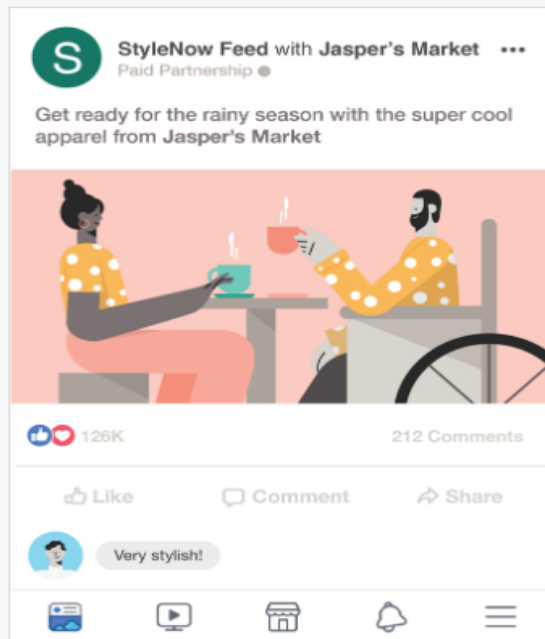 S
StyleNow Feed with Jasper's Market
Paid Partnership
Get ready for the rainy season with the super cool
apparel from Jasper's Market
126K
212 Comments
Like
Comment
Share
Very stylish!